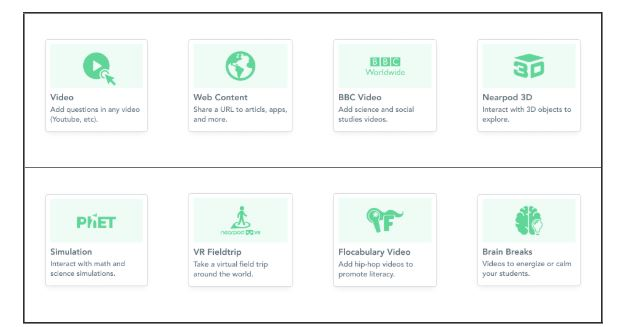 BBC
Worldwide
3D
Video
Add questions in any video
(Youtube, etc).
Web Content
Share a URL to articls, apps,
and more.
BBC Video
Add science and social
studies videos.
Nearpod 3D
Interact with 3D objects to
explore.
PhET
nearpod VR
F
Simulation
Interact with math and
science simulations.
VR Fieldtrip
Take a virtual field trip
around the world.
Flocabulary Video
Add hip-hop videos to
promote literacy.
Brain Breaks
Videos to energize or calm
your students.